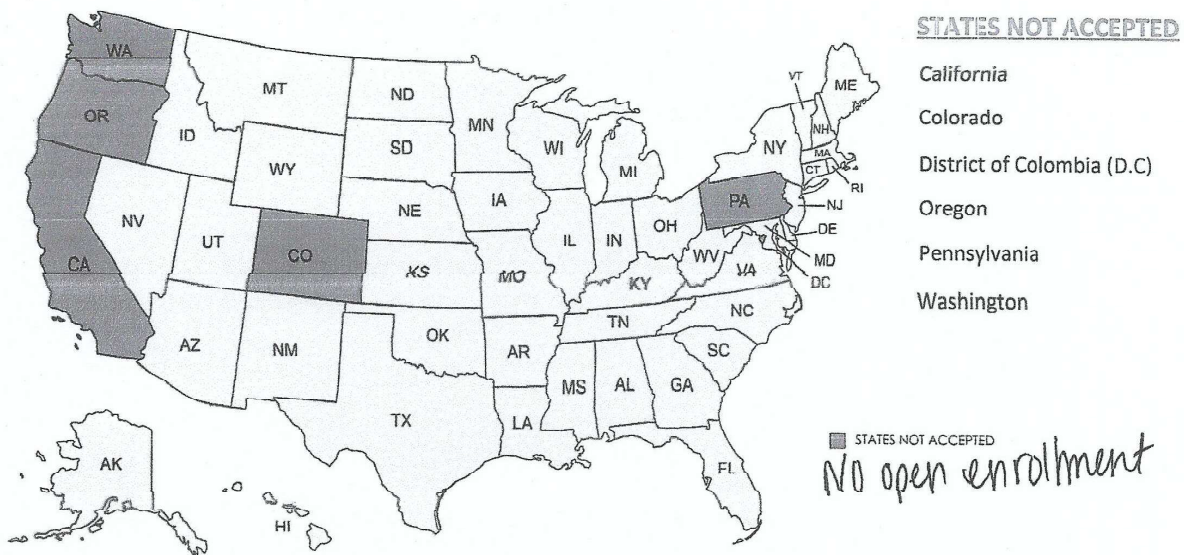 STATES NOT ACCEPTED
California
Colorado
District of Colombia (D.C)
Oregon
Pennsylvania
Washington
WA
OR
CA
ID
NV
MT
WY
UT
CO
AZ
NM
ND
SD
NE
KS
OK
TX
MN
IA
MO
AR
LA
WI
IL
MI
IN
OH
KY
TN
MS
AL
GA
FL
SC
NC
VA
WV
PA
NY
VT
NH
ME
MA
CT
RI
NJ
DE
MD
DC
AK
HI
STATES NOT ACCEPTED
No open enrollment